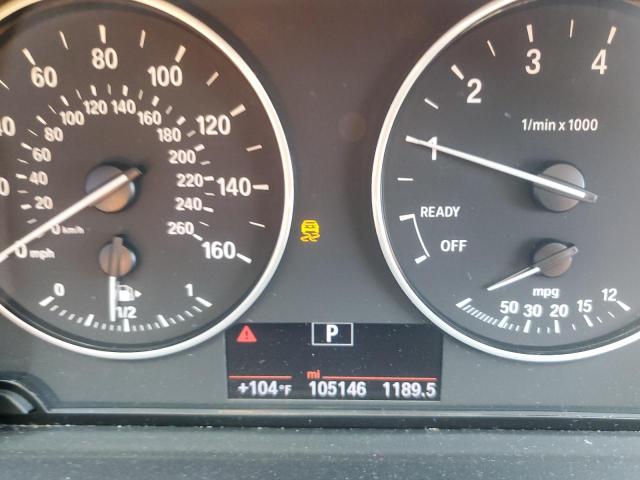 40 60 80 100 120 140 160
0 mph
20 40 60 80 100 120 140 160 180 200 220 240 260
0 km/h
0 1/2 1
1 2 3 4
1/min x 1000
READY
OFF
mpg
50 30 20 15 12
P
mi
+104°F 105146 1189.5